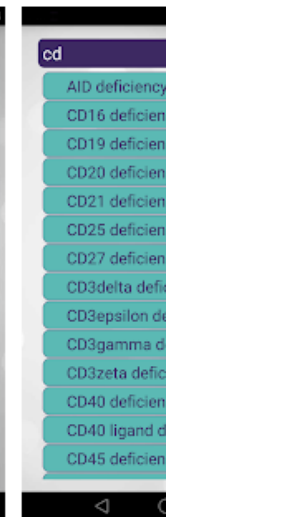 cd
AID deficiency
CD16 deficien
CD19 deficien
CD20 deficien
CD21 deficien
CD25 deficien
CD27 deficien
CD3delta defic
CD3epsilon de
CD3gamma d
CD3zeta defic
CD40 deficien
CD40 ligand d
CD45 deficien